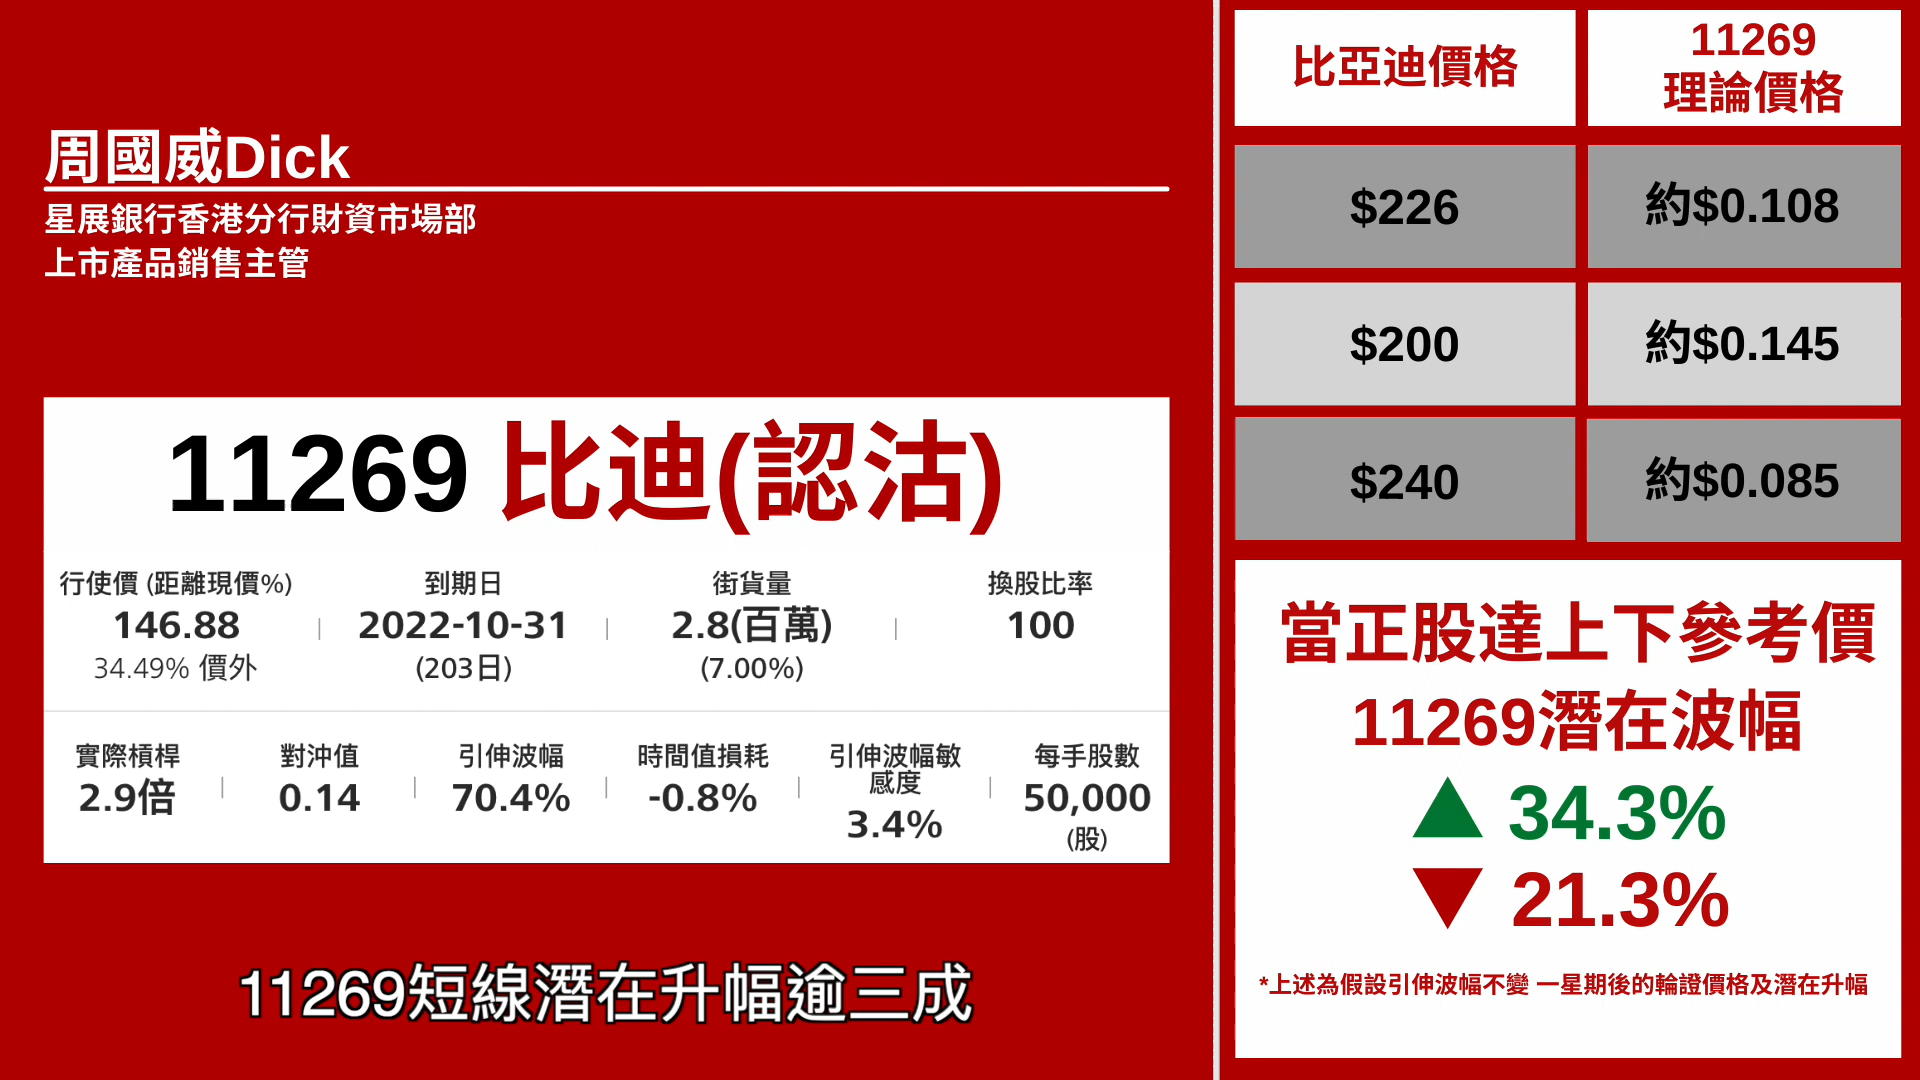 周國威Dick
星展銀行香港分行財資市場部
上市產品銷售主管
11269 比迪(認沽)
行使價 (距離現價%)
146.88
34.49% 價外
到期日
2022-10-31
(203日)
街貨量
2.8(百萬)
(7.00%)
換股比率
100
實際槓桿
2.9倍
對沖值
0.14
引伸波幅
70.4%
時間值損耗
-0.8%
引伸波幅敏
感度
3.4%
每手股數
50,000
(股)
11269短線潛在升幅逾三成
比亞迪價格
11269
理論價格
$226
約$0.108
$200
約$0.145
$240
約$0.085
當正股達上下參考價
11269潛在波幅
▲ 34.3%
▼ 21.3%
*上述為假設引伸波幅不變 一星期後的輪證價格及潛在升幅